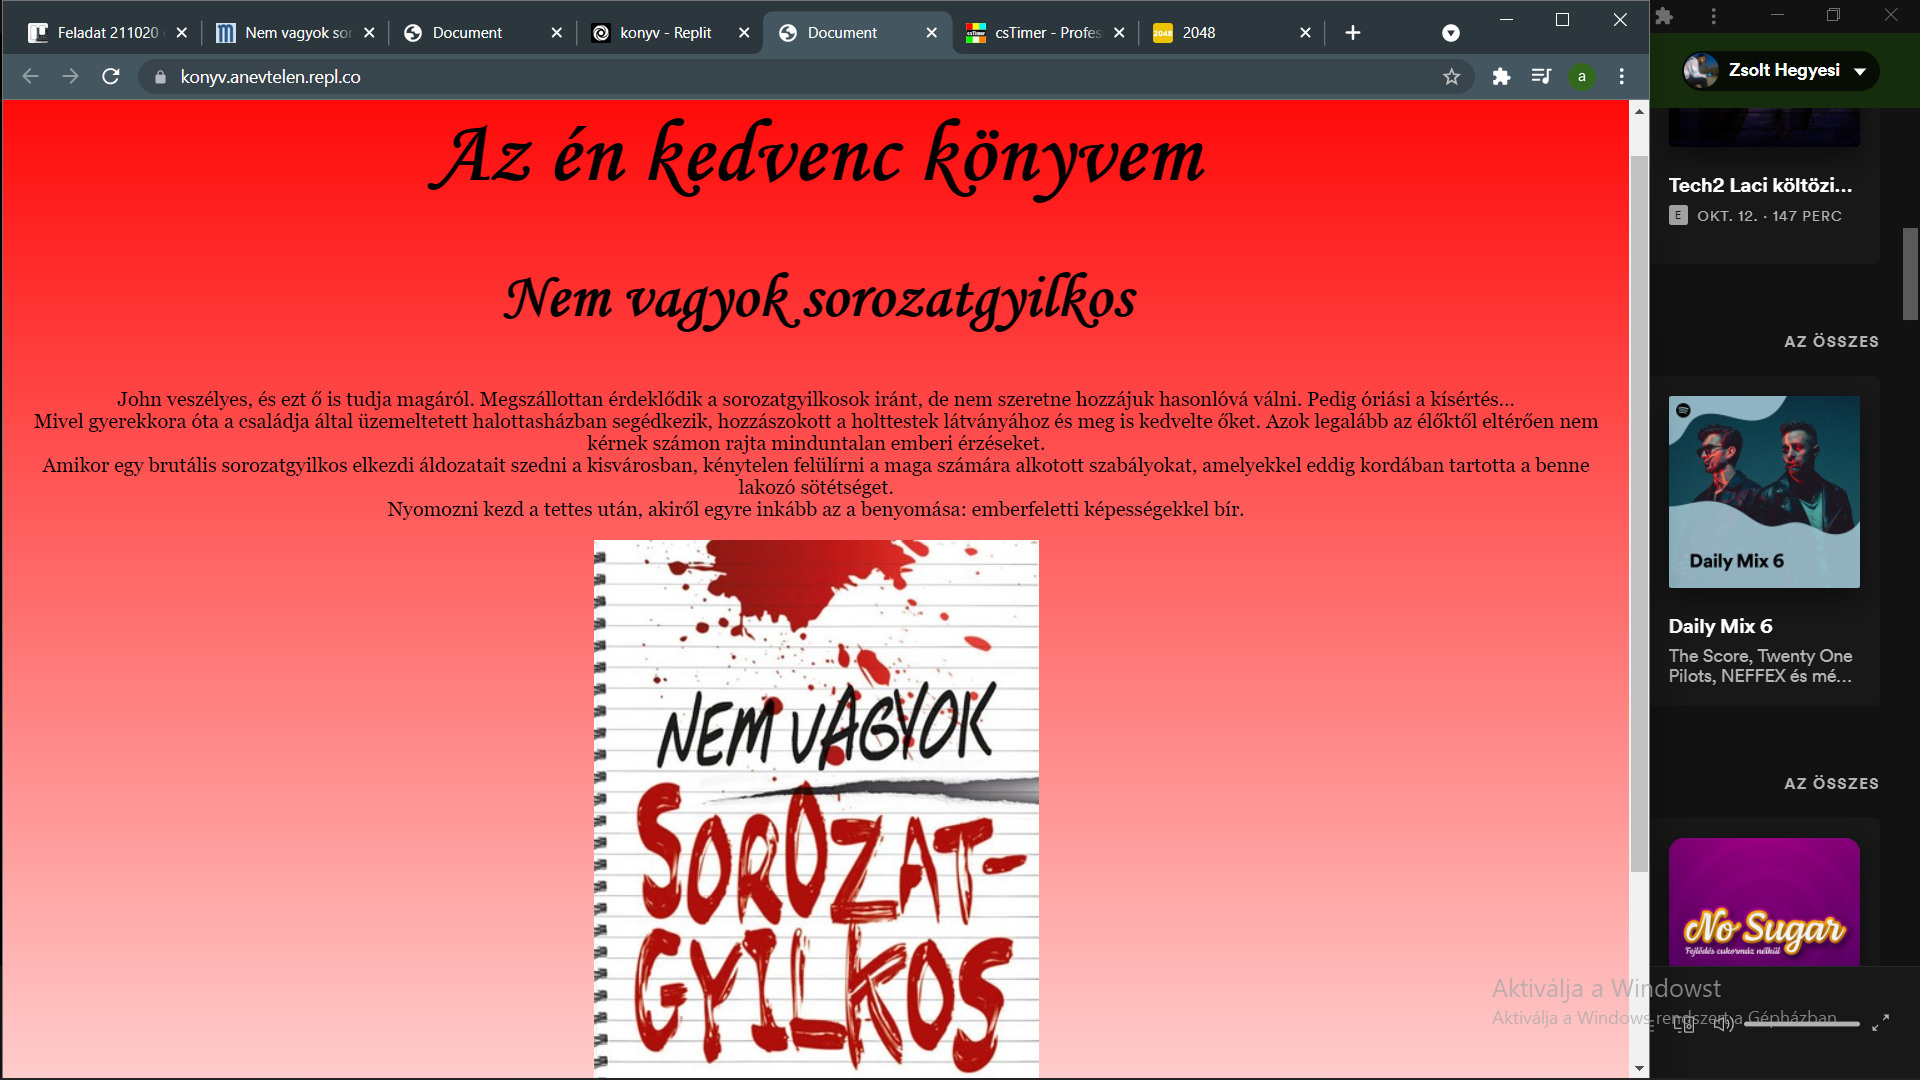 Feladat 211020
Nem vagyok sor
Document
konyv - Replit
Document
csTimer - Profes
2048
2048
konyv.anevtelen.repl.co
a
Az én kedvenc könyvem
Nem vagyok sorozatgyilkos
John veszélyes, és ezt ő is tudja magáról. Megszállottan érdeklődik a sorozatgyilkosok iránt, de nem szeretne hozzájuk hasonlóvá válni. Pedig óriási a kísértés...
Mivel gyerekkora óta a családja által üzemeltetett halottasházban segédkezik, hozzászokott a holttestek látványához és meg is kedvelte őket. Azok legalább az élőktől eltérően nem
kérnek számon rajta minduntalan emberi érzéseket.
Amikor egy brutális sorozatgyilkos elkezdi áldozatait szedni a kisvárosban, kénytelen felülírni a maga számára alkotott szabályokat, amelyekkel eddig kordában tartotta a benne
lakozó sötétséget.
Nyomozni kezd a tettes után, akiről egyre inkább az a benyomása: emberfeletti képességekkel bír.
NEM VAGYOK
SOROZAT-
GYILKOS
Zsolt Hegyesi
Tech2 Laci költözi...
E OKT. 12. · 147 PERC
AZ ÖSSZES
Daily Mix 6
Daily Mix 6
The Score, Twenty One
Pilots, NEFFEX és mé...
AZ ÖSSZES
No Sugar
Fejlődés cukormáz nélkül
Aktiválja a Windowst
Aktiválja a Windows rendszert a Gépházban.